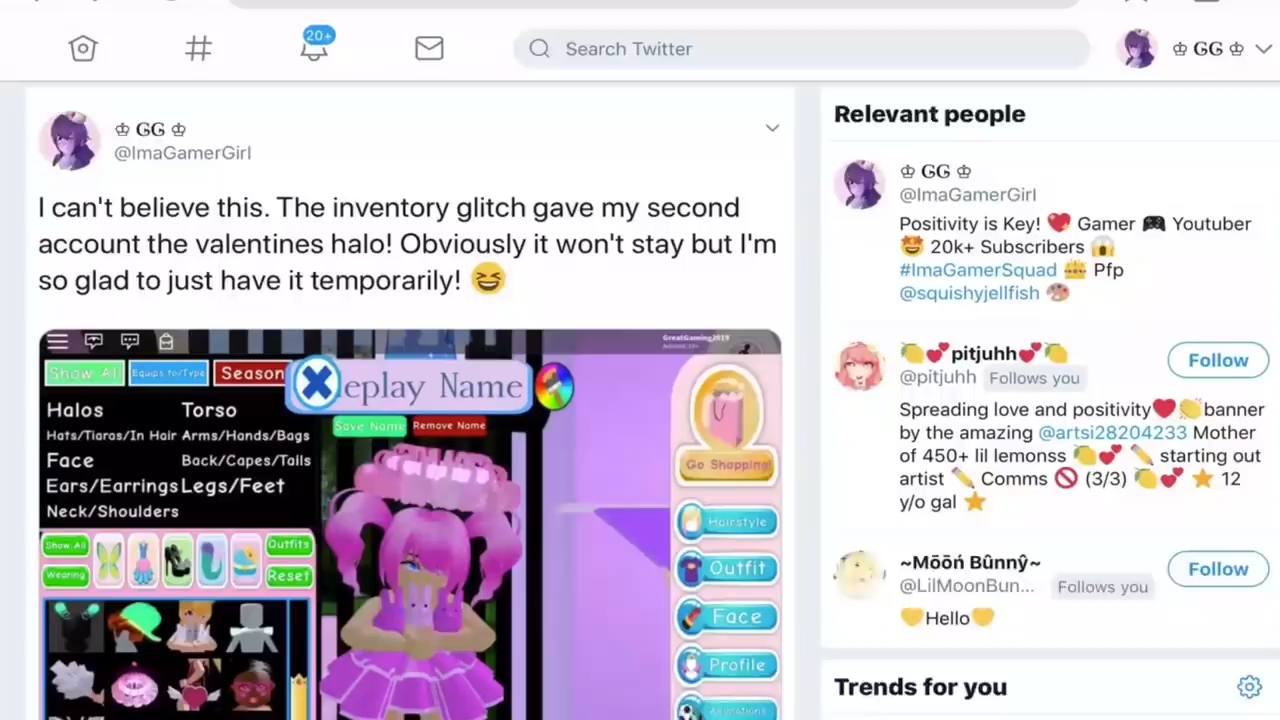 20+
Search Twitter
♔ GG ♔
♔ GG ♔
@ImaGamerGirl
I can't believe this. The inventory glitch gave my second
account the valentines halo! Obviously it won't stay but I'm
so glad to just have it temporarily! 😆
GreatGaming2019
Show All
Equips to/Type
Season
eplay Name
Save Name
Remove Name
Halos
Torso
Hats/Tiaras/In Hair
Arms/Hands/Bags
Face
Back/Capes/Tails
Ears/Earrings
Legs/Feet
Neck/Shoulders
Show All
Outfits
Wearing
Reset
Go Shopping!
Hairstyle
Outfit
Face
Profile
Animations
Relevant people
♔ GG ♔
@ImaGamerGirl
Positivity is Key! 💖 Gamer 🎮 Youtuber
🤩 20k+ Subscribers 😱
#ImaGamerSquad 👑 Pfp
@squishyjellfish 🎨
🍋💕pitjuhh💕🍋
@pitjuhh Follows you
Follow
Spreading love and positivity❤️👏banner
by the amazing @artsi28204233 Mother
of 450+ lil lemonss 🍋💕 ✏️ starting out
artist ✏️ Comms 🚫 (3/3) 🍋💕 ⭐ 12
y/o gal ⭐
~Mōōń Bûnnŷ~
@LilMoonBun... Follows you
Follow
💛Hello💛
Trends for you